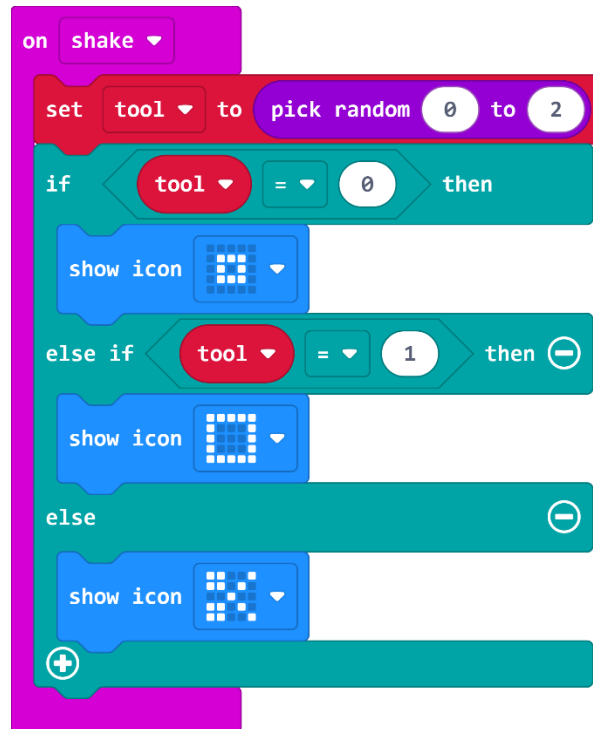 on shake
set tool to pick random 0 to 2
if tool = 0 then
show icon
else if tool = 1 then
show icon
else
show icon